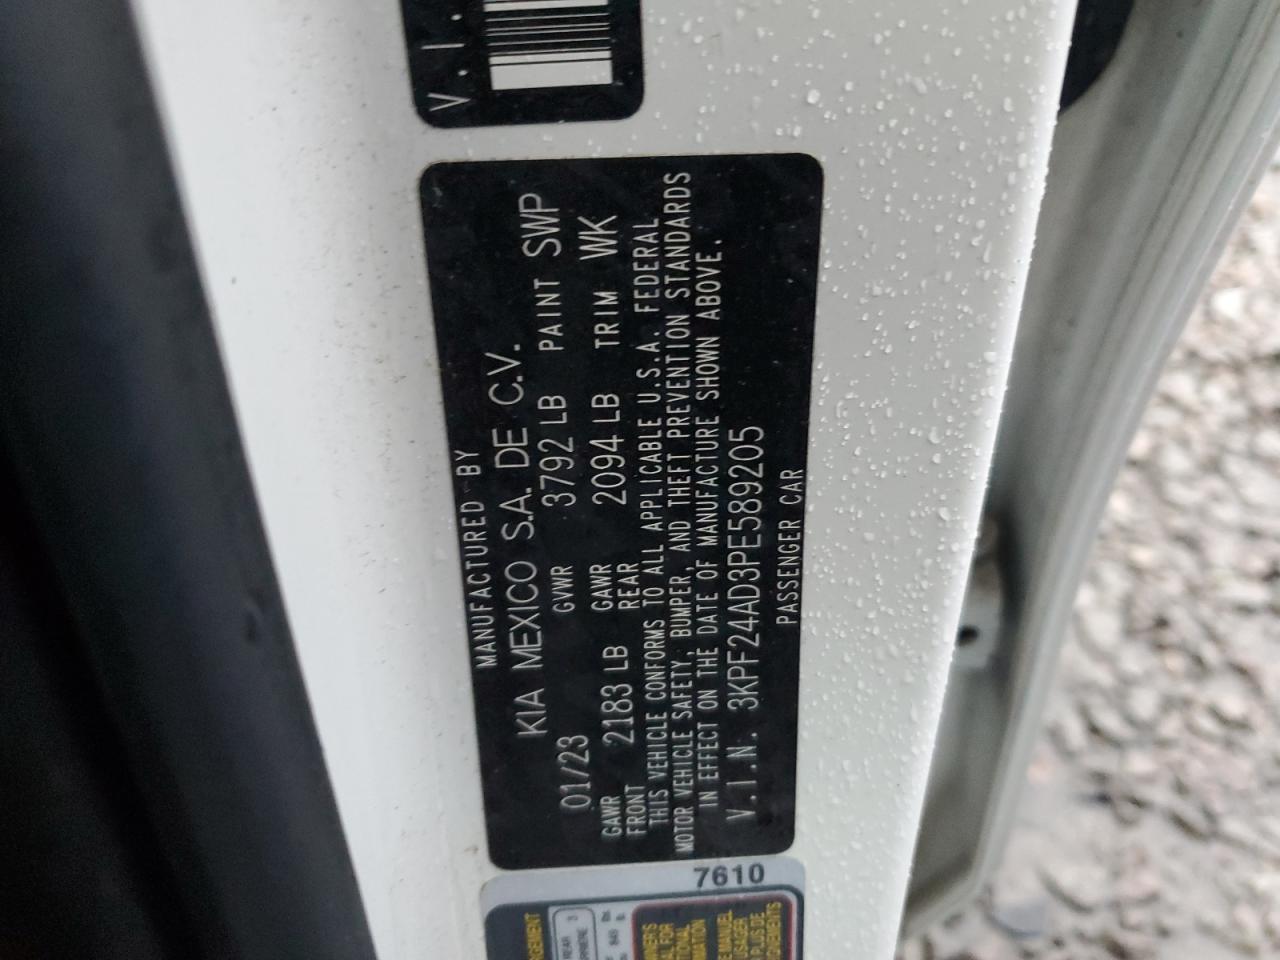 V.I.
MANUFACTURED BY
KIA MEXICO S.A. DE C.V.
01/23 GVWR 3792 LB PAINT SWP
GAWR FRONT 2183 LB GAWR REAR 2094 LB TRIM WK
THIS VEHICLE CONFORMS TO ALL APPLICABLE U.S.A. FEDERAL
MOTOR VEHICLE SAFETY, BUMPER, AND THEFT PREVENTION STANDARDS
IN EFFECT ON THE DATE OF MANUFACTURE SHOWN ABOVE.
V.I.N. 3KPF24AD3PE589205
PASSENGER CAR
7610
REAR 3